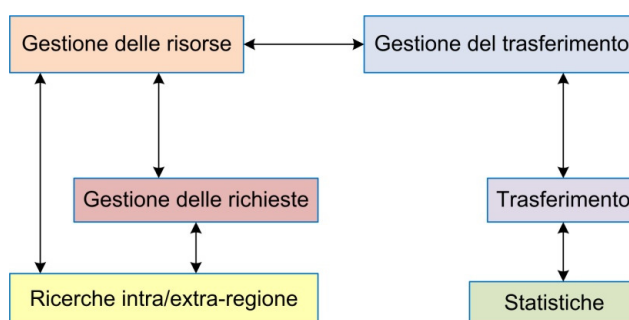 Gestione delle risorse
Gestione del trasferimento
Gestione delle richieste
Trasferimento
Ricerche intra/extra-regione
Statistiche